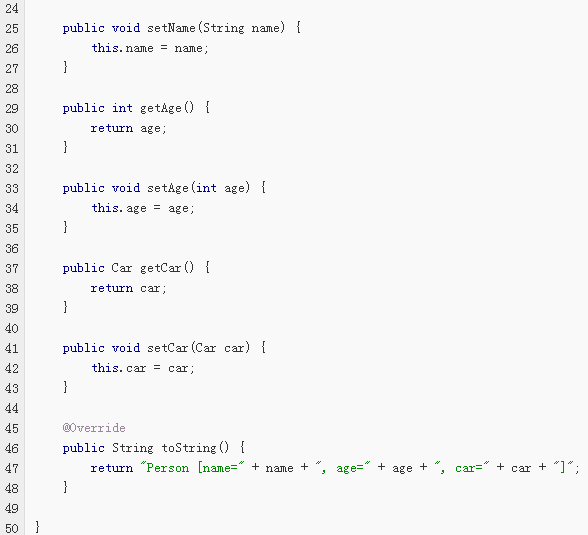 24
25     public void setName(String name) {
26         this.name = name;
27     }
28
29     public int getAge() {
30         return age;
31     }
32
33     public void setAge(int age) {
34         this.age = age;
35     }
36
37     public Car getCar() {
38         return car;
39     }
40
41     public void setCar(Car car) {
42         this.car = car;
43     }
44
45     @Override
46     public String toString() {
47         return "Person [name=" + name + ", age=" + age + ", car=" + car + "]";
48     }
49
50 }